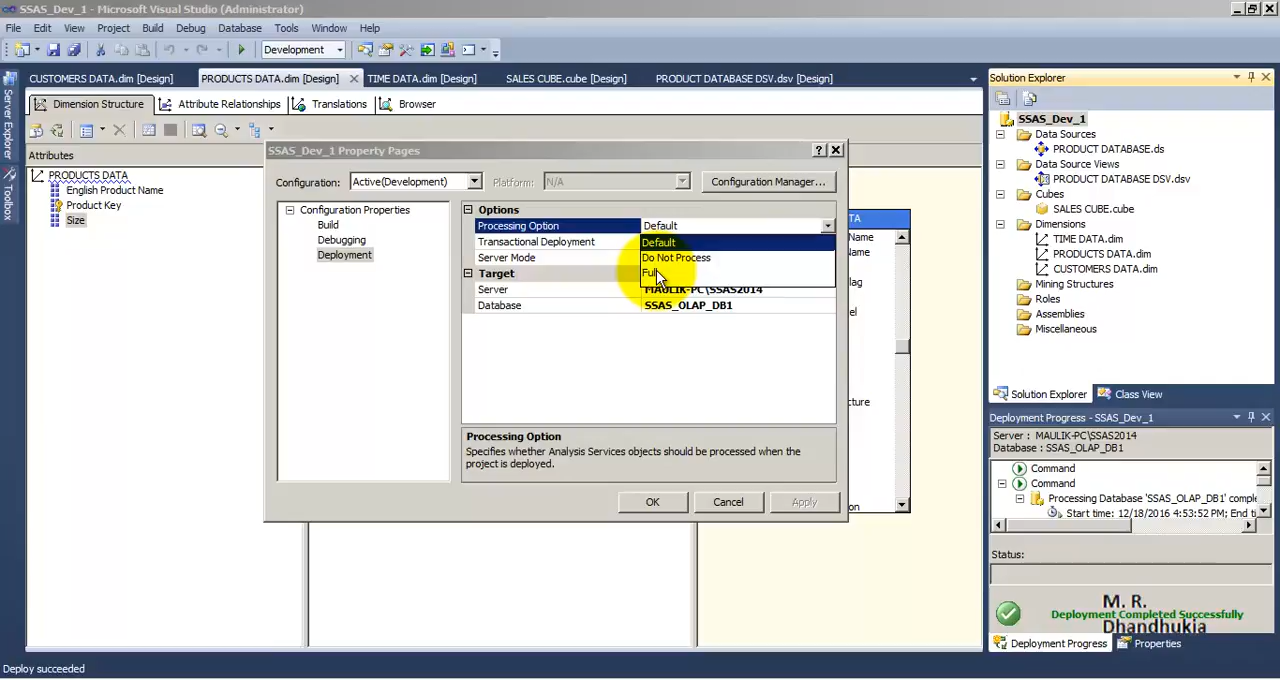 SSAS_Dev_1 - Microsoft Visual Studio (Administrator)
File Edit View Project Build Debug Database Tools Window Help
Development
CUSTOMERS DATA.dim [Design] PRODUCTS DATA.dim [Design] TIME DATA.dim [Design] SALES CUBE.cube [Design] PRODUCT DATABASE DSV.dsv [Design]
Dimension Structure Attribute Relationships Translations Browser
Server Explorer
Toolbox
Attributes
PRODUCTS DATA
English Product Name
Product Key
Size
SSAS_Dev_1 Property Pages
Configuration: Active(Development) Platform: N/A Configuration Manager...
Configuration Properties
Build
Debugging
Deployment
Options
Processing Option Default
Transactional Deployment
Server Mode
Default
Do Not Process
Full
Target
Server MAULIK-PC\SSAS2014
Database SSAS_OLAP_DB1
Processing Option
Specifies whether Analysis Services objects should be processed when the
project is deployed.
OK Cancel Apply
Solution Explorer
SSAS_Dev_1
Data Sources
PRODUCT DATABASE.ds
Data Source Views
PRODUCT DATABASE DSV.dsv
Cubes
SALES CUBE.cube
Dimensions
TIME DATA.dim
PRODUCTS DATA.dim
CUSTOMERS DATA.dim
Mining Structures
Roles
Assemblies
Miscellaneous
Solution Explorer Class View
Deployment Progress - SSAS_Dev_1
Server : MAULIK-PC\SSAS2014
Database : SSAS_OLAP_DB1
Command
Command
Processing Database 'SSAS_OLAP_DB1' comple
Start time: 12/18/2016 4:53:52 PM; End ti
Status:
M. R.
Deployment Completed Successfully
Dhandhukia
Deployment Progress Properties
Deploy succeeded